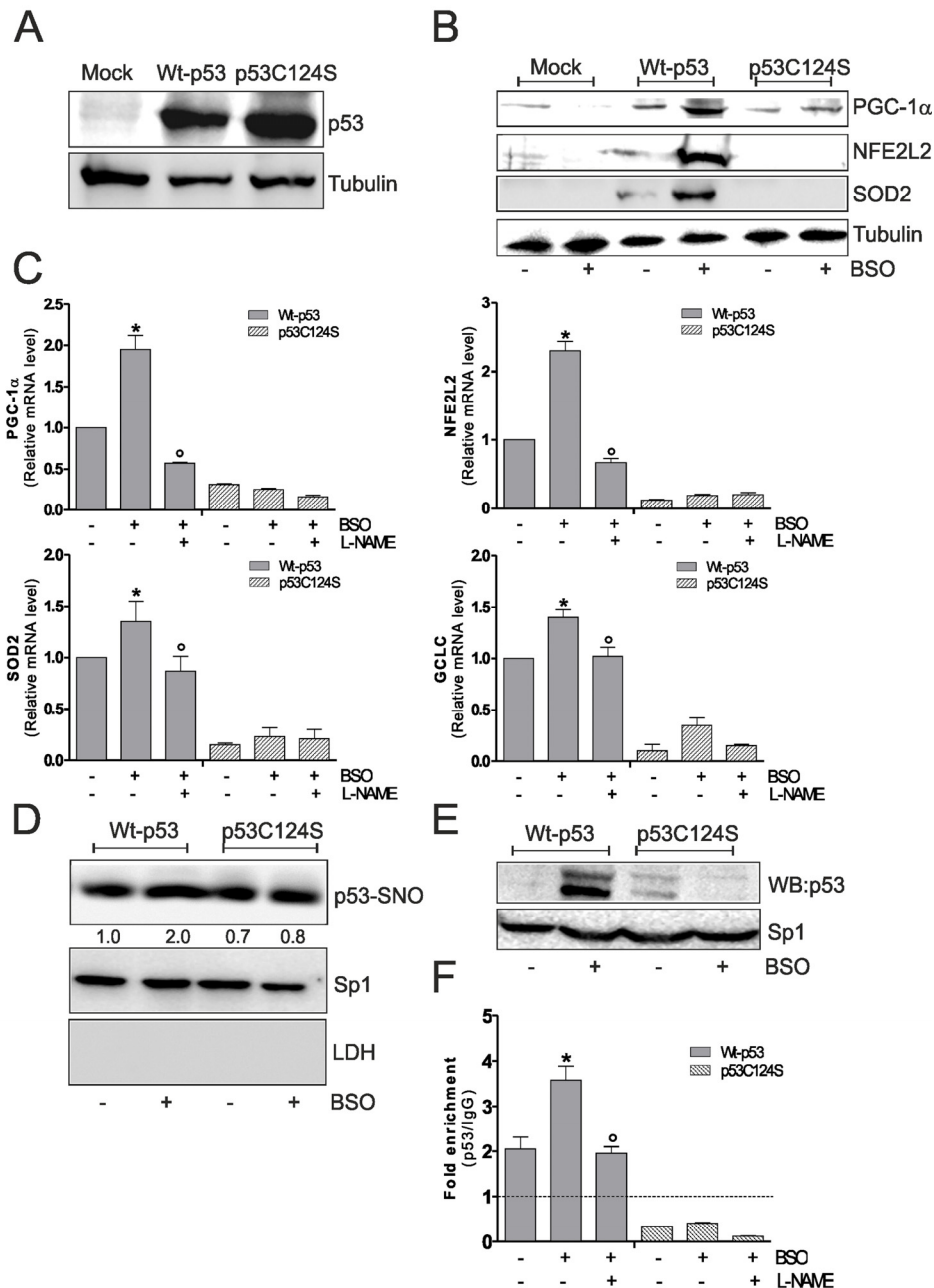 A
Mock Wt-p53 p53C124S
p53
Tubulin
B
Mock Wt-p53 p53C124S
PGC-1α
NFE2L2
SOD2
Tubulin
- + - + - + BSO
C
PGC-1α
(Relative mRNA level)
2.5
2.0
1.5
1.0
0.5
0.0
Wt-p53
p53C124S
- + + - + + BSO
- - + - - + L-NAME
NFE2L2
(Relative mRNA level)
3
2
1
0
Wt-p53
p53C124S
* °
- + + - + + BSO
- - + - - + L-NAME
SOD2
(Relative mRNA level)
2.0
1.5
1.0
0.5
0.0
Wt-p53
p53C124S
* °
- + + - + + BSO
- - + - - + L-NAME
GCLC
(Relative mRNA level)
2.0
1.5
1.0
0.5
0.0
Wt-p53
p53C124S
* °
- + + - + + BSO
- - + - - + L-NAME
D
Wt-p53 p53C124S
p53-SNO
1.0 2.0 0.7 0.8
Sp1
LDH
- + - + BSO
E
Wt-p53 p53C124S
WB:p53
Sp1
- + - + BSO
F
Fold enrichment
(p53/IgG)
5
4
3
2
1
0
Wt-p53
p53C124S
* °
- + + - + + BSO
- - + - - + L-NAME